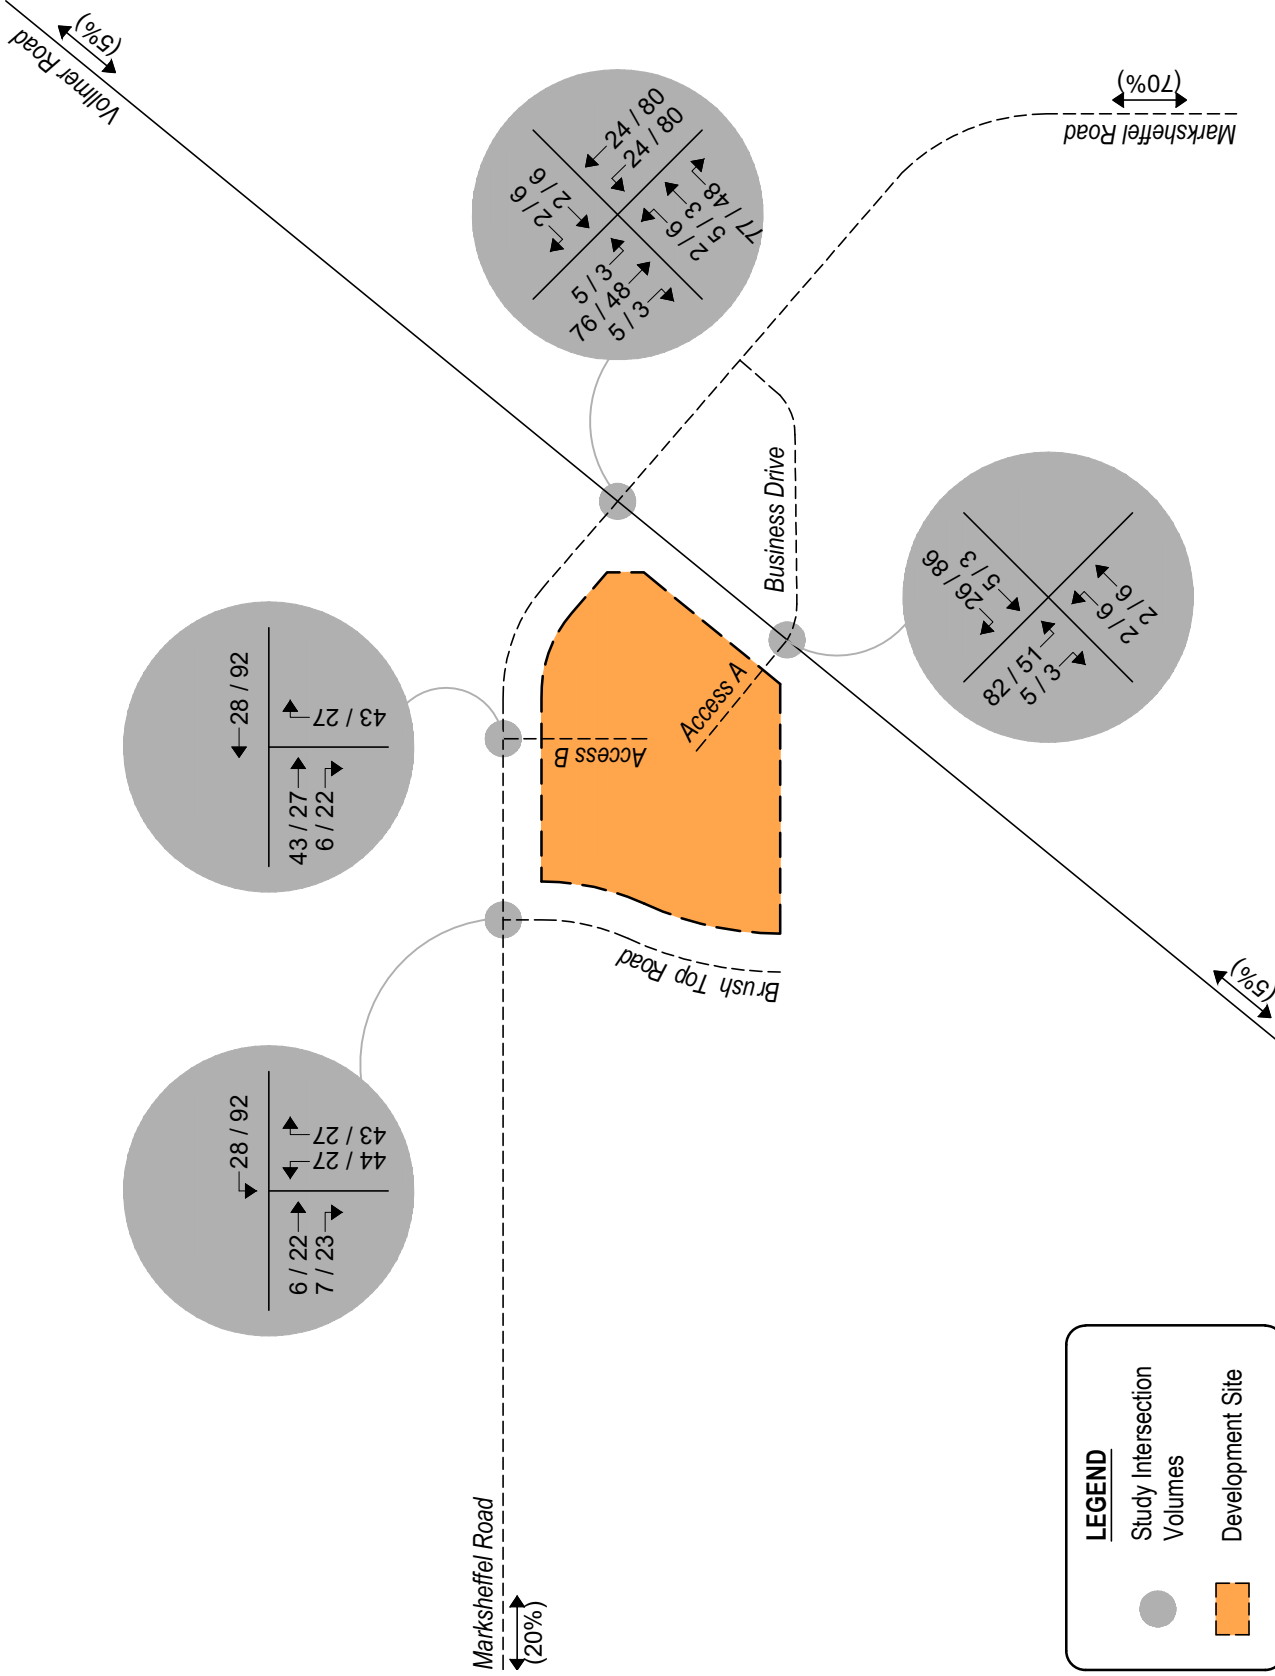 Vollmer Road
(5%)
Marksheffel Road
(70%)
2 / 6
2 / 6
24 / 80
24 / 80
5 / 3
76 / 48
5 / 3
2 / 6
5 / 3
77 / 48
28 / 92
43 / 27
6 / 22
43 / 27
Business Drive
Access A
Access B
26 / 86
5 / 3
82 / 51
5 / 3
2 / 6
2 / 6
Brush Top Road
28 / 92
6 / 22
7 / 23
44 / 27
43 / 27
(5%)
Marksheffel Road
(20%)
LEGEND
Study Intersection
Volumes
Development Site